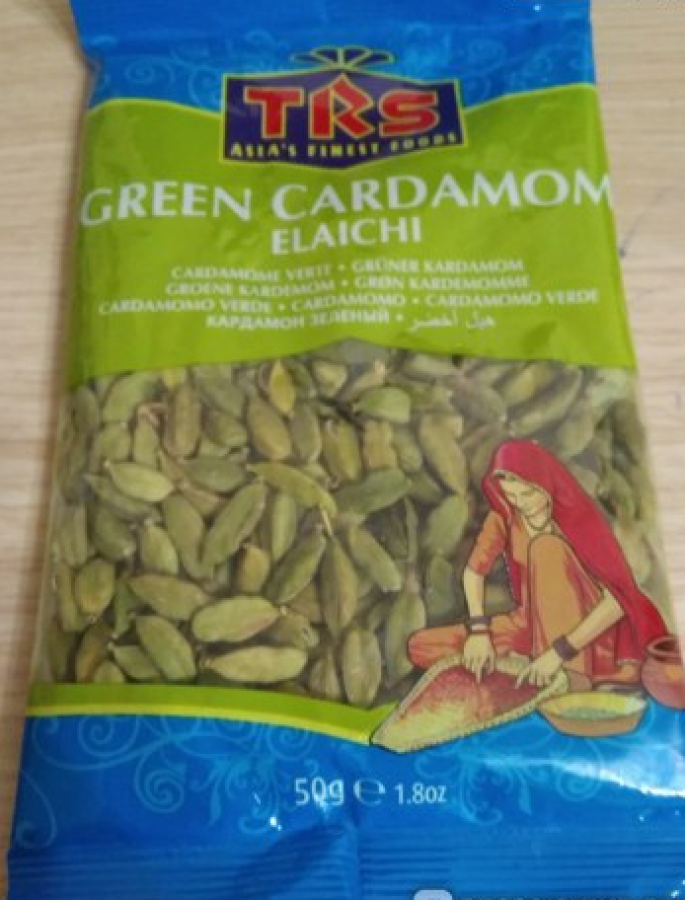 TRS
ASIA'S FINEST FOODS
GREEN CARDAMOM
ELAICHI
CARDAMOME VERTE • GRÜNER KARDAMOM
GROENE KARDEMOM • GRØN KARDEMOMME
CARDAMOMO VERDE • CARDAMOMO • CARDAMOMO VERDE
КАРДАМОН ЗЕЛЕНЫЙ • هيل أخضر
50g ℮ 1.8oz